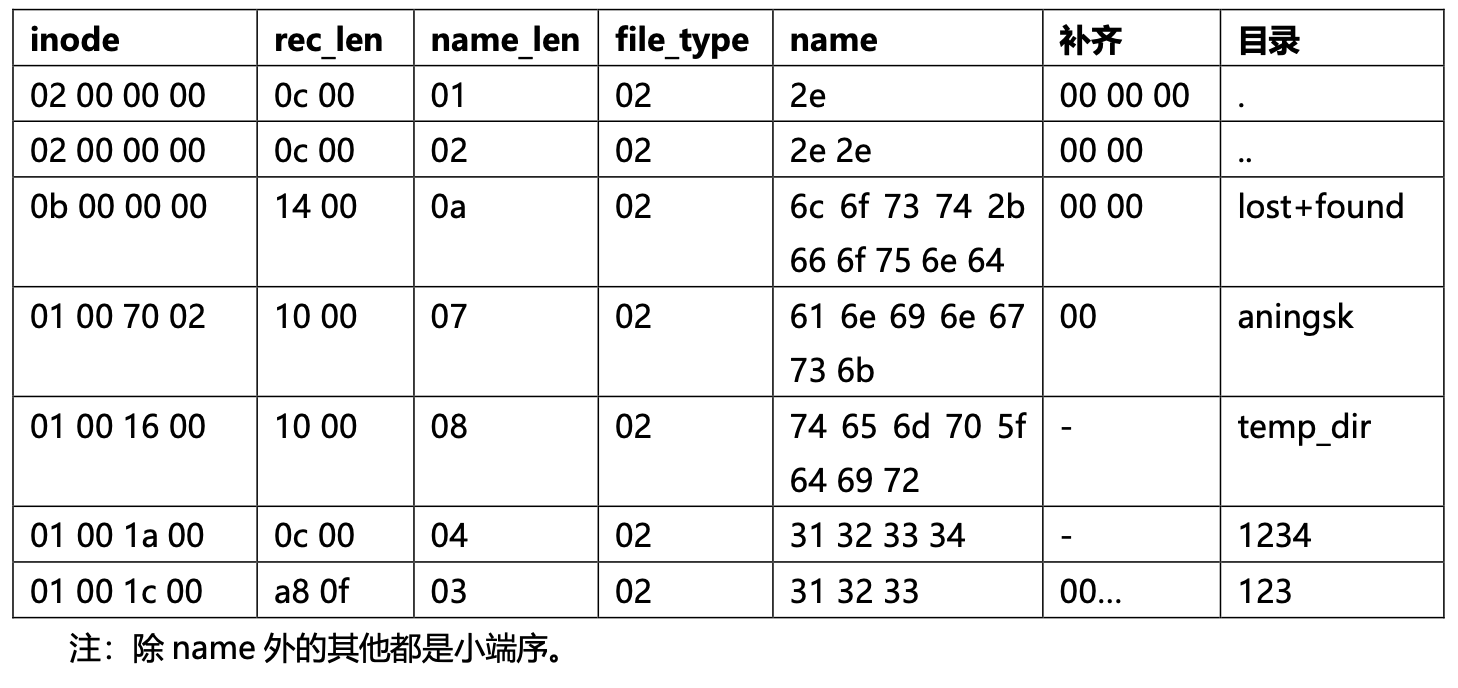 inode rec_len name_len file_type name 补齐 目录
02 00 00 00 0c 00 01 02 2e 00 00 00 .
02 00 00 00 0c 00 02 02 2e 2e 00 00 ..
0b 00 00 00 14 00 0a 02 6c 6f 73 74 2b 00 00 lost+found
66 6f 75 6e 64
01 00 70 02 10 00 07 02 61 6e 69 6e 67 00 aningsk
73 6b
01 00 16 00 10 00 08 02 74 65 6d 70 5f - temp_dir
64 69 72
01 00 1a 00 0c 00 04 02 31 32 33 34 - 1234
01 00 1c 00 a8 0f 03 02 31 32 33 00... 123
注：除 name 外的其他都是小端序。